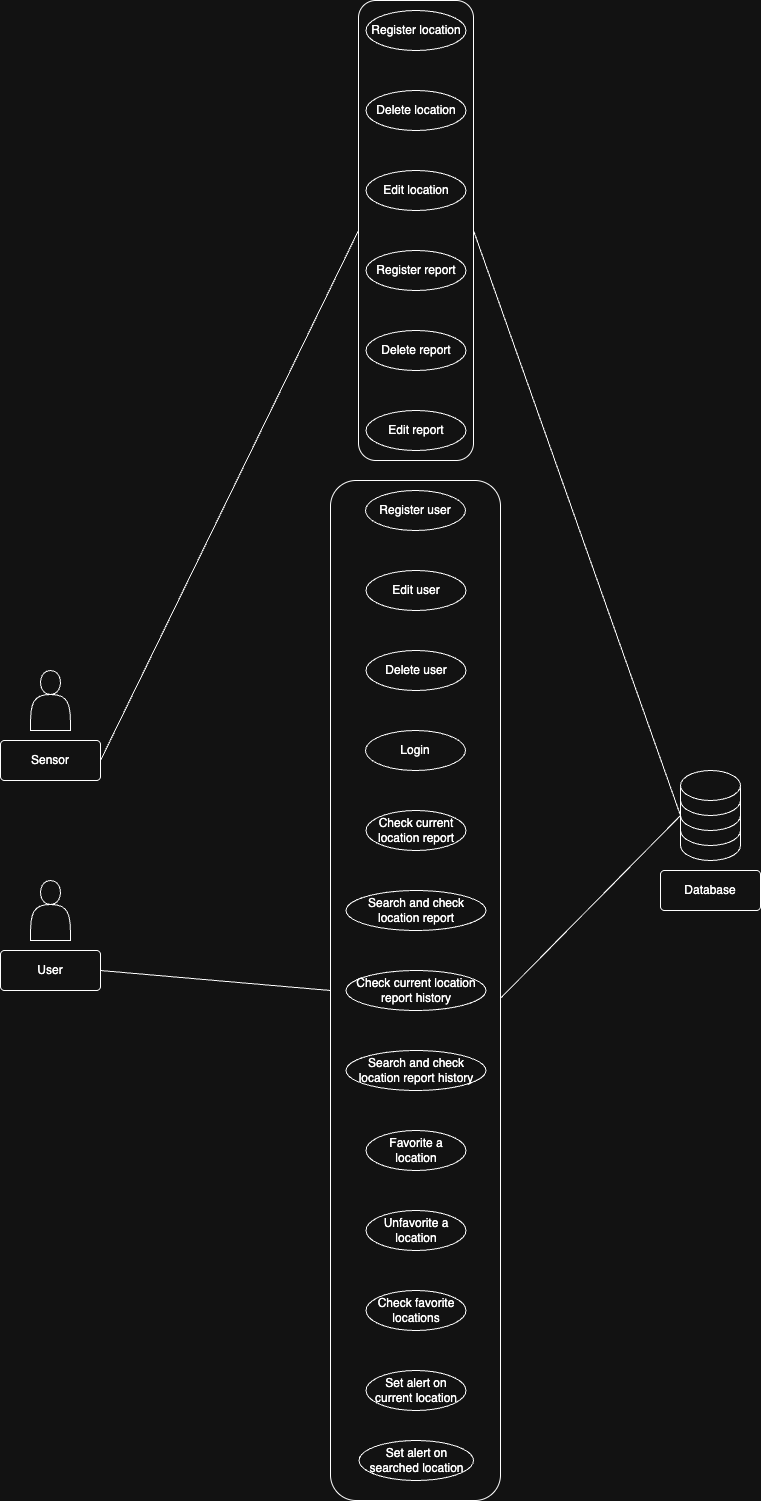 Register location
Delete location
Edit location
Register report
Delete report
Edit report
Register user
Edit user
Delete user
Login
Sensor
Check current
location report
Database
Search and check
location report
User
Check current location
report history
Search and check
location report history
Favorite a
location
Unfavorite a
location
Check favorite
locations
Set alert on
current location
Set alert on
searched location